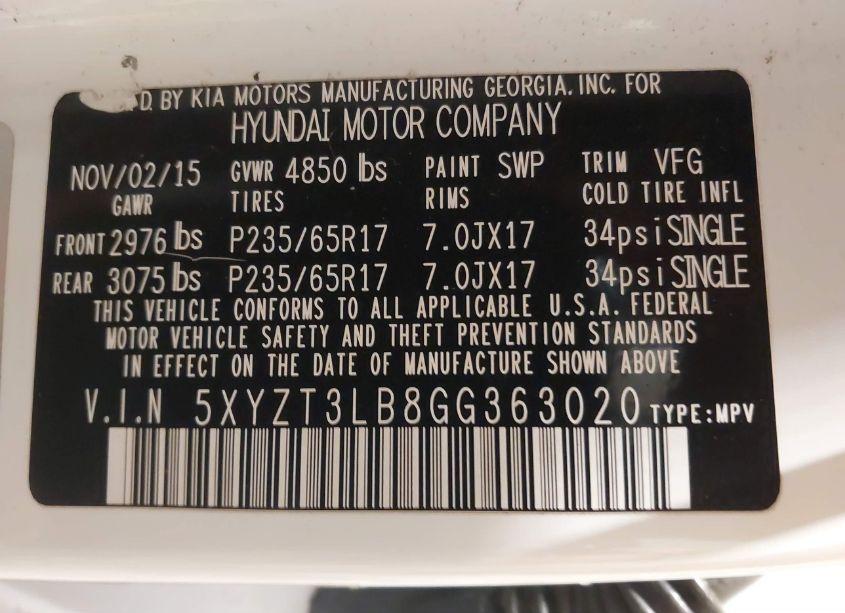 D. BY KIA MOTORS MANUFACTURING GEORGIA. INC. FOR
HYUNDAI MOTOR COMPANY
NOV/02/15 GVWR 4850 lbs PAINT SWP TRIM VFG
GAWR TIRES RIMS COLD TIRE INFL
FRONT 2976 lbs P235/65R17 7.0JX17 34psi SINGLE
REAR 3075 lbs P235/65R17 7.0JX17 34psi SINGLE
THIS VEHICLE CONFORMS TO ALL APPLICABLE U.S.A. FEDERAL
MOTOR VEHICLE SAFETY AND THEFT PREVENTION STANDARDS
IN EFFECT ON THE DATE OF MANUFACTURE SHOWN ABOVE
V.I.N 5XYZT3LB8GG363020 TYPE:MPV